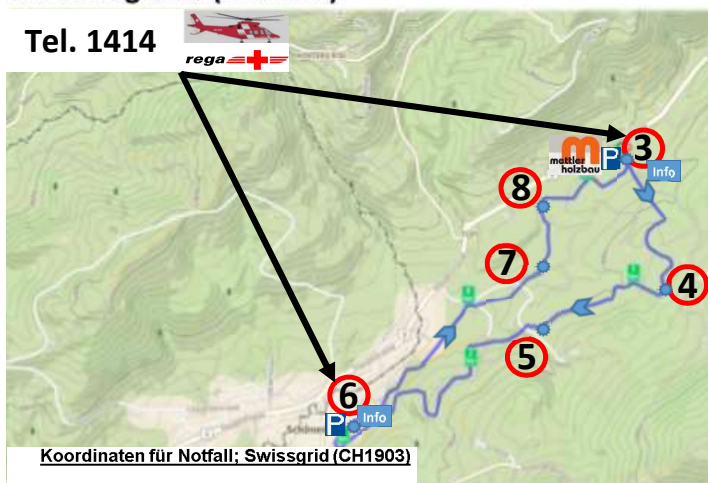 Tel. 1414
rega
mattler
holzbau
P
3
Info
8
7
4
5
6
P
Info
Koordinaten für Notfall; Swissgrid (CH1903)